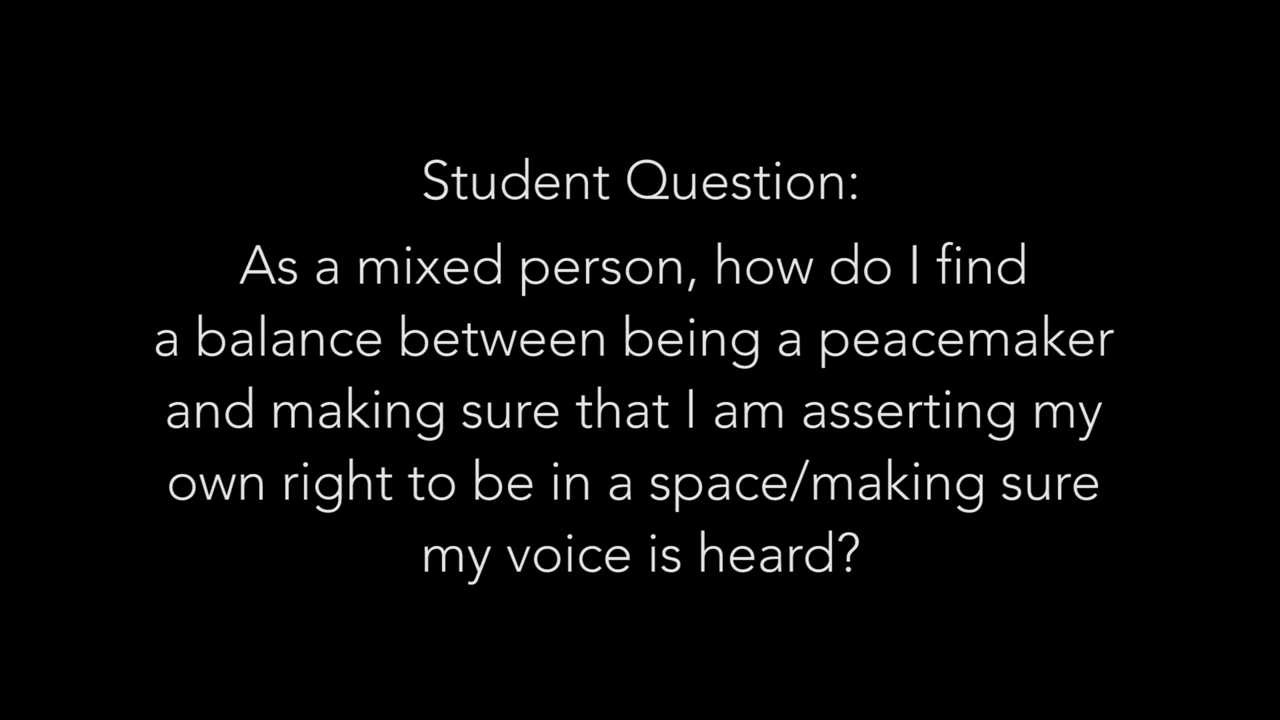 Student Question:
As a mixed person, how do I find
a balance between being a peacemaker
and making sure that I am asserting my
own right to be in a space/making sure
my voice is heard?